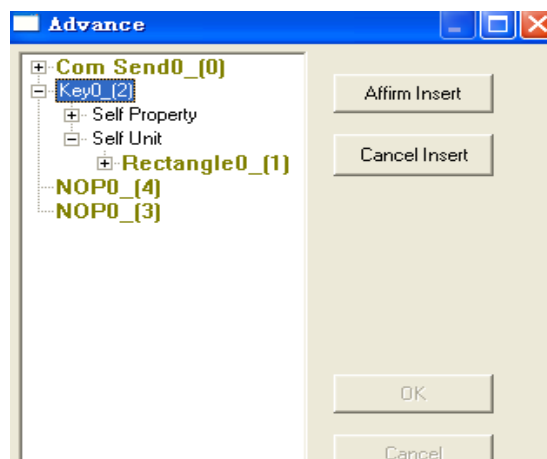 Advance
Com Send0_(0)
Key0_(2)
Self Property
Self Unit
Rectangle0_(1)
NOP0_(4)
NOP0_(3)
Affirm Insert
Cancel Insert
OK
Cancel